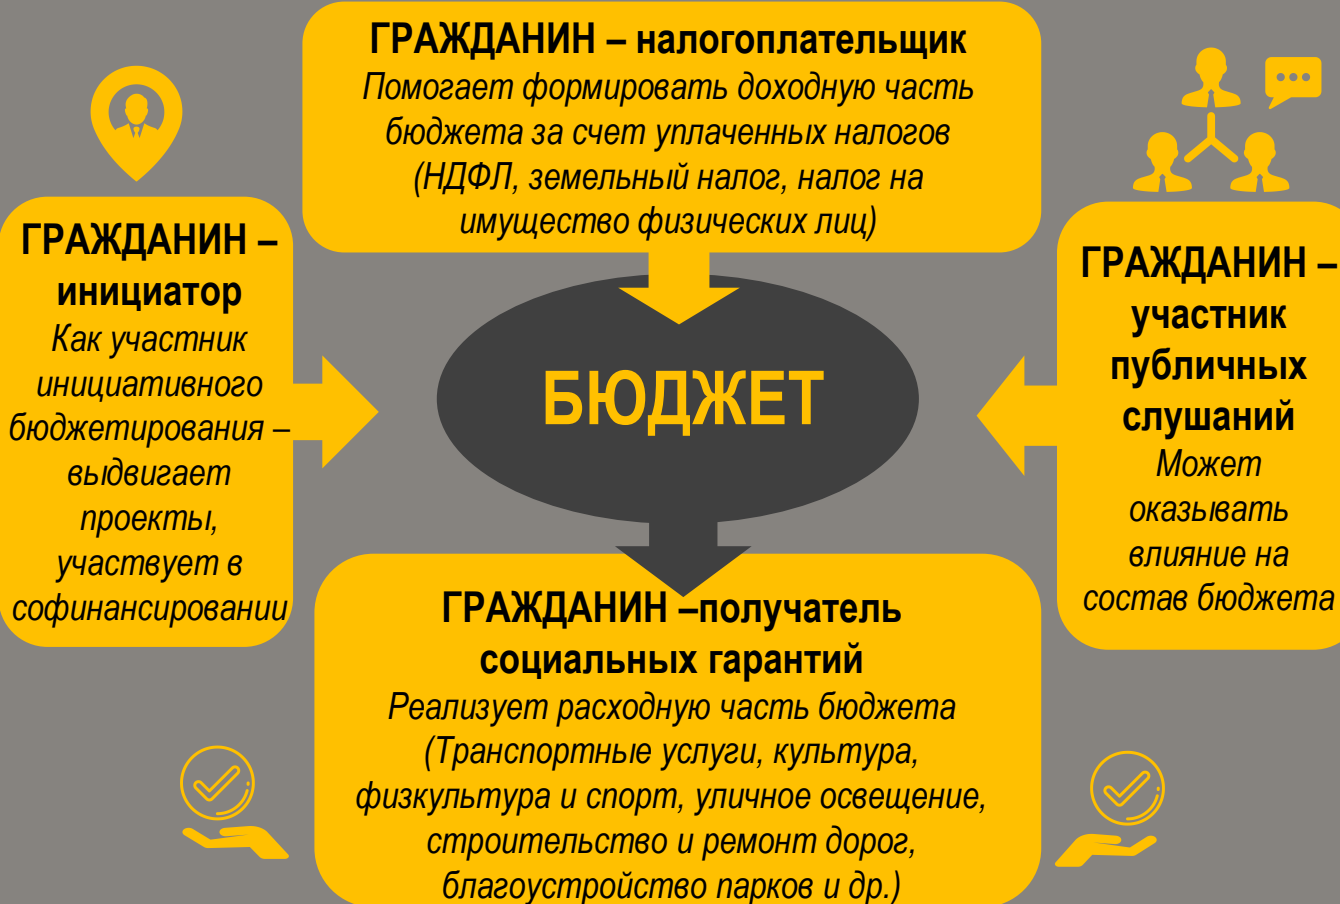 ГРАЖДАНИН – налогоплательщик
Помогает формировать доходную часть
бюджета за счет уплаченных налогов
(НДФЛ, земельный налог, налог на
имущество физических лиц)
ГРАЖДАНИН –
инициатор
Как участник
инициативного
бюджетирования –
выдвигает
проекты,
участвует в
софинансировании
БЮДЖЕТ
ГРАЖДАНИН –
участник
публичных
слушаний
Может
оказывать
влияние на
состав бюджета
ГРАЖДАНИН –получатель
социальных гарантий
Реализует расходную часть бюджета
(Транспортные услуги, культура,
физкультура и спорт, уличное освещение,
строительство и ремонт дорог,
благоустройство парков и др.)